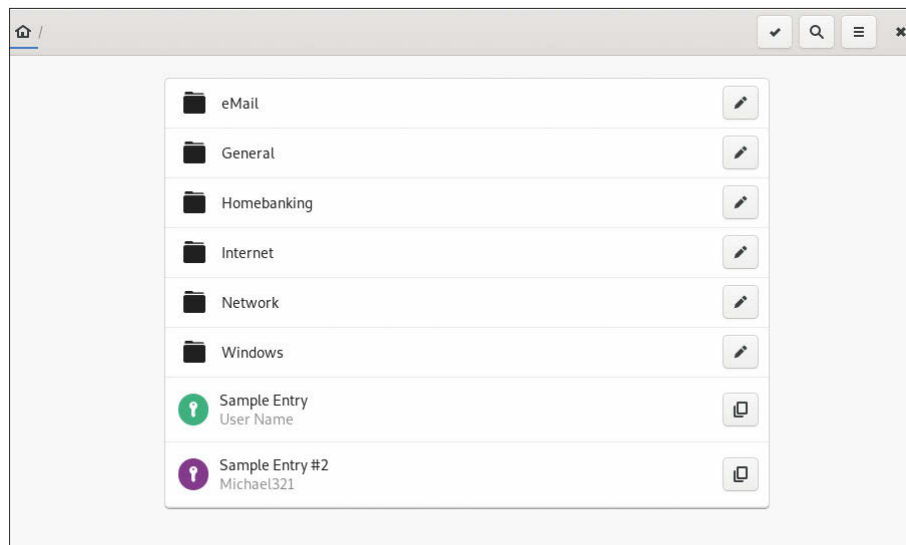 /
eMail
General
Homebanking
Internet
Network
Windows
Sample Entry
User Name
Sample Entry #2
Michael321